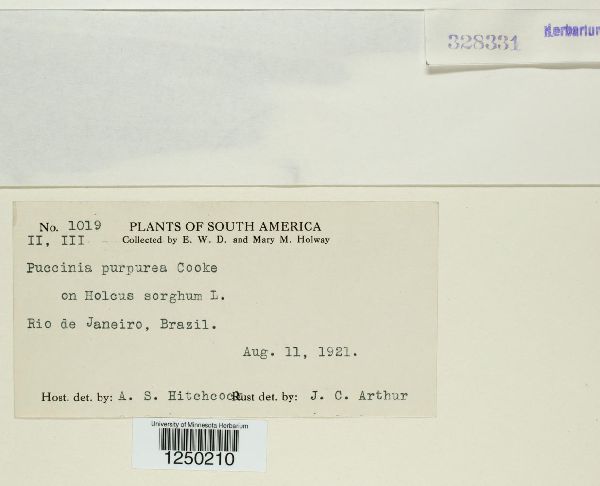 328331 Herbarium
No. 1019 PLANTS OF SOUTH AMERICA
II, III Collected by E. W. D. and Mary M. Holway
Puccinia purpurea Cooke
on Holcus sorghum L.
Rio de Janeiro, Brazil.
Aug. 11, 1921.
Host. det. by: A. S. Hitchcock Rust det. by: J. C. Arthur
University of Minnesota Herbarium
1250210